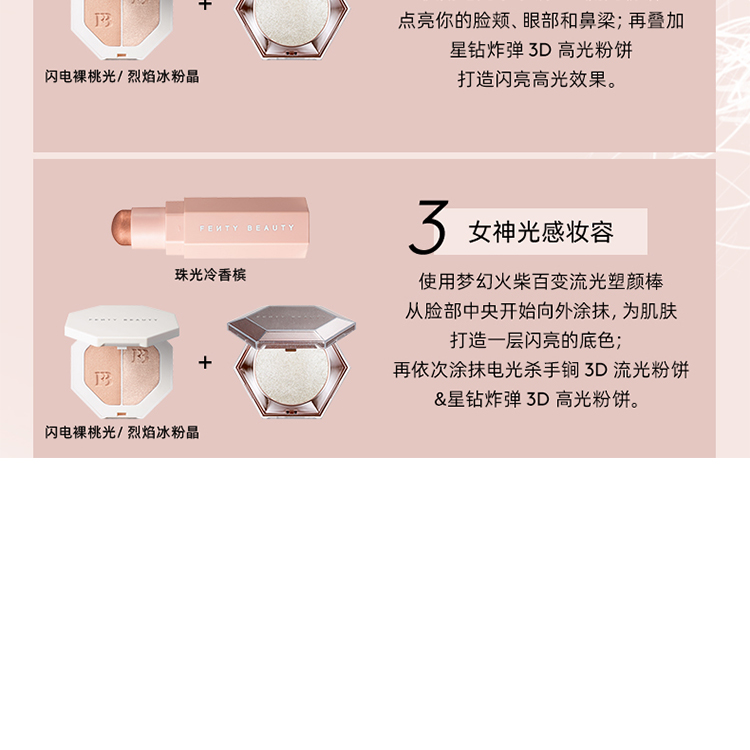 +
点亮你的脸颊、眼部和鼻梁；再叠加
星钻炸弹 3D 高光粉饼
打造闪亮高光效果。
闪电裸桃光/ 烈焰冰粉晶
FENTY BEAUTY
珠光冷香槟
3 女神光感妆容
使用梦幻火柴百变流光塑颜棒
从脸部中央开始向外涂抹，为肌肤
打造一层闪亮的底色；
再依次涂抹电光杀手锏 3D 流光粉饼
&星钻炸弹 3D 高光粉饼。
FENTY BEAUTY
+
闪电裸桃光/ 烈焰冰粉晶